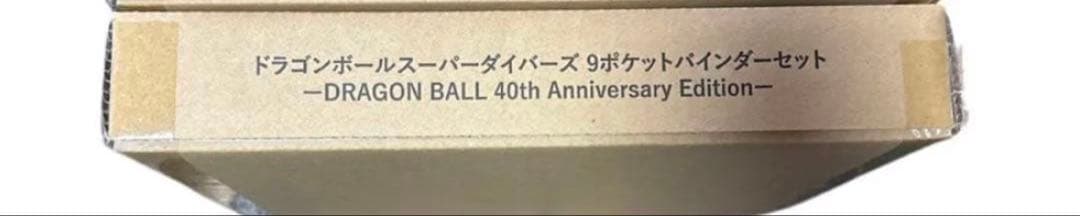 ドラゴンボールスーパーダイバーズ 9ポケットバインダーセット
ーDRAGON BALL 40th Anniversary Editionー